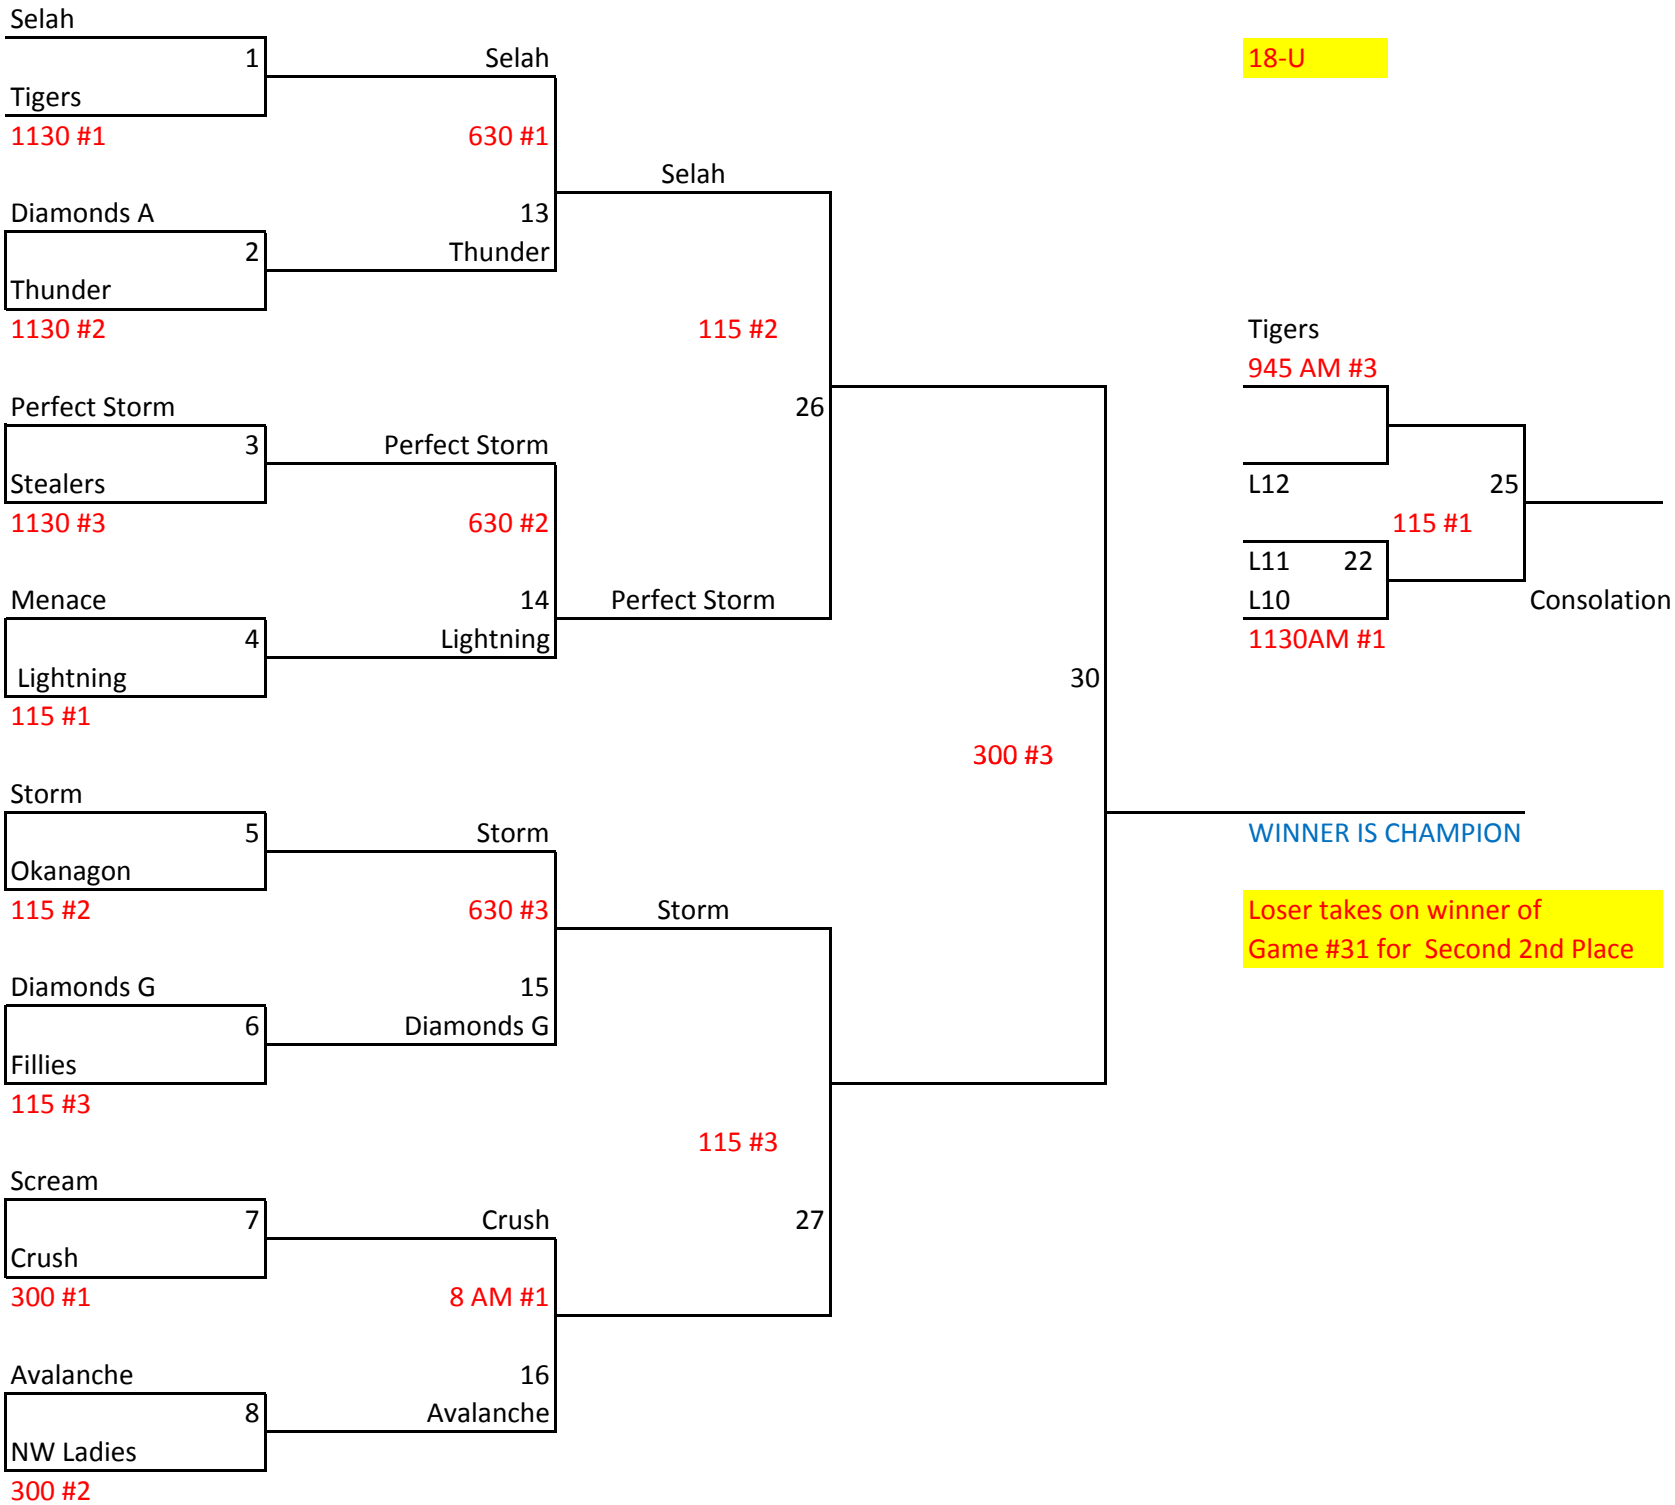 Selah
1
Selah
18-U
Tigers
1130 #1
630 #1
Selah
Diamonds A
13
2
Thunder
Thunder
1130 #2
115 #2
Tigers
945 AM #3
Perfect Storm
26
3
Perfect Storm
Stealers
L12
25
1130 #3
630 #2
115 #1
L11
22
Menace
14
Perfect Storm
L10
Consolation
4
Lightning
1130AM #1
Lightning
30
115 #1
300 #3
Storm
5
Storm
WINNER IS CHAMPION
Okanagon
115 #2
630 #3
Storm
Loser takes on winner of
Game #31 for  Second 2nd Place
Diamonds G
15
6
Diamonds G
Fillies
115 #3
115 #3
Scream
7
Crush
27
Crush
300 #1
8 AM #1
Avalanche
16
8
Avalanche
NW Ladies
300 #2